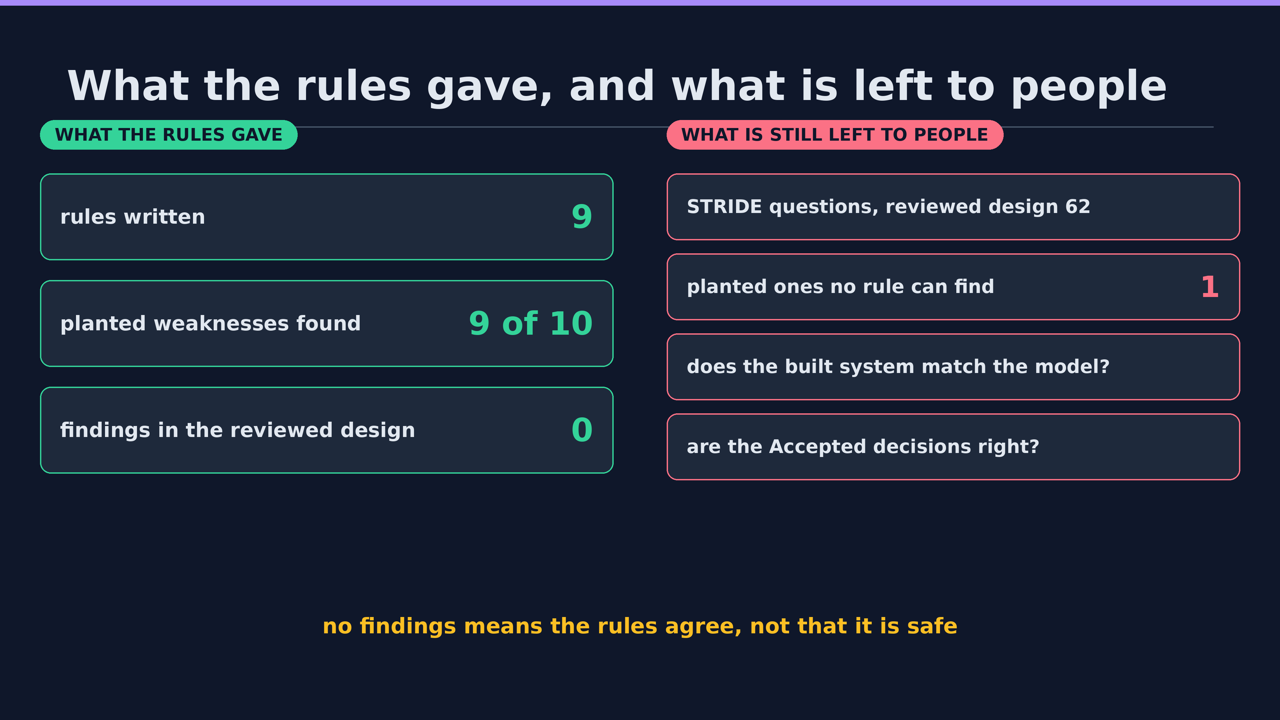 What the rules gave, and what is left to people
WHAT THE RULES GAVE
rules written
9
planted weaknesses found
9 of 10
findings in the reviewed design
0
WHAT IS STILL LEFT TO PEOPLE
STRIDE questions, reviewed design 62
planted ones no rule can find
1
does the built system match the model?
are the Accepted decisions right?
no findings means the rules agree, not that it is safe